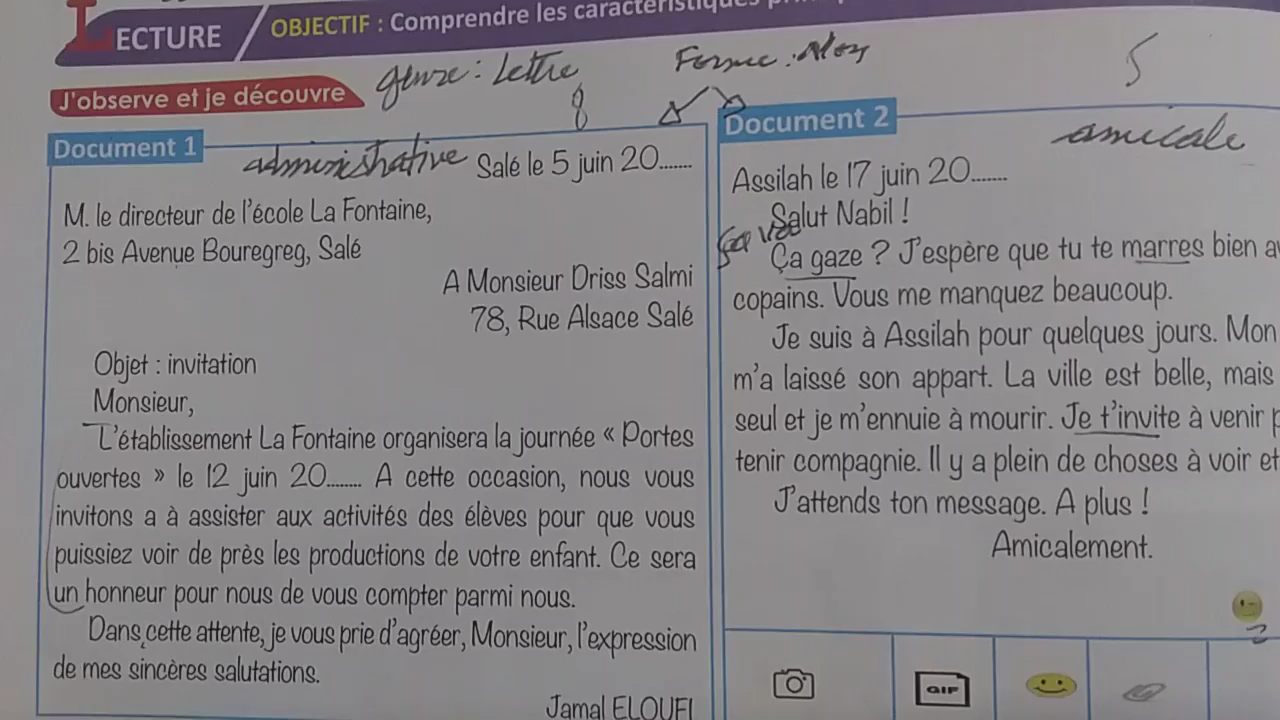 LECTURE
OBJECTIF : Comprendre les caractéristiques
genre : Lettre
J'observe et je découvre
Document 1
administrative
Salé le 5 juin 20.......
M. le directeur de l'école La Fontaine,
2 bis Avenue Bouregreg, Salé
A Monsieur Driss Salmi
78, Rue Alsace Salé
Objet : invitation
Monsieur,
L'établissement La Fontaine organisera la journée « Portes
ouvertes » le 12 juin 20........ A cette occasion, nous vous
invitons a à assister aux activités des élèves pour que vous
puissiez voir de près les productions de votre enfant. Ce sera
un honneur pour nous de vous compter parmi nous.
Dans cette attente, je vous prie d'agréer, Monsieur, l'expression
de mes sincères salutations.
Jamal ELOUFI
Document 2
amicale
Assilah le 17 juin 20.......
Salut Nabil !
Ça gaze ? J'espère que tu te marres bien
copains. Vous me manquez beaucoup.
Je suis à Assilah pour quelques jours. Mon
m'a laissé son appart. La ville est belle, mais
seul et je m'ennuie à mourir. Je t'invite à venir
tenir compagnie. Il y a plein de choses à voir et
J'attends ton message. A plus !
Amicalement.
GIF